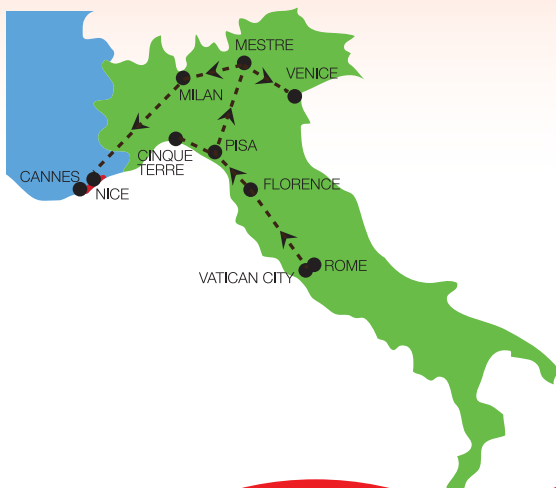 MESTRE
VENICE
MILAN
PISA
CINQUE
TERRE
CANNES
NICE
FLORENCE
ROME
VATICAN CITY